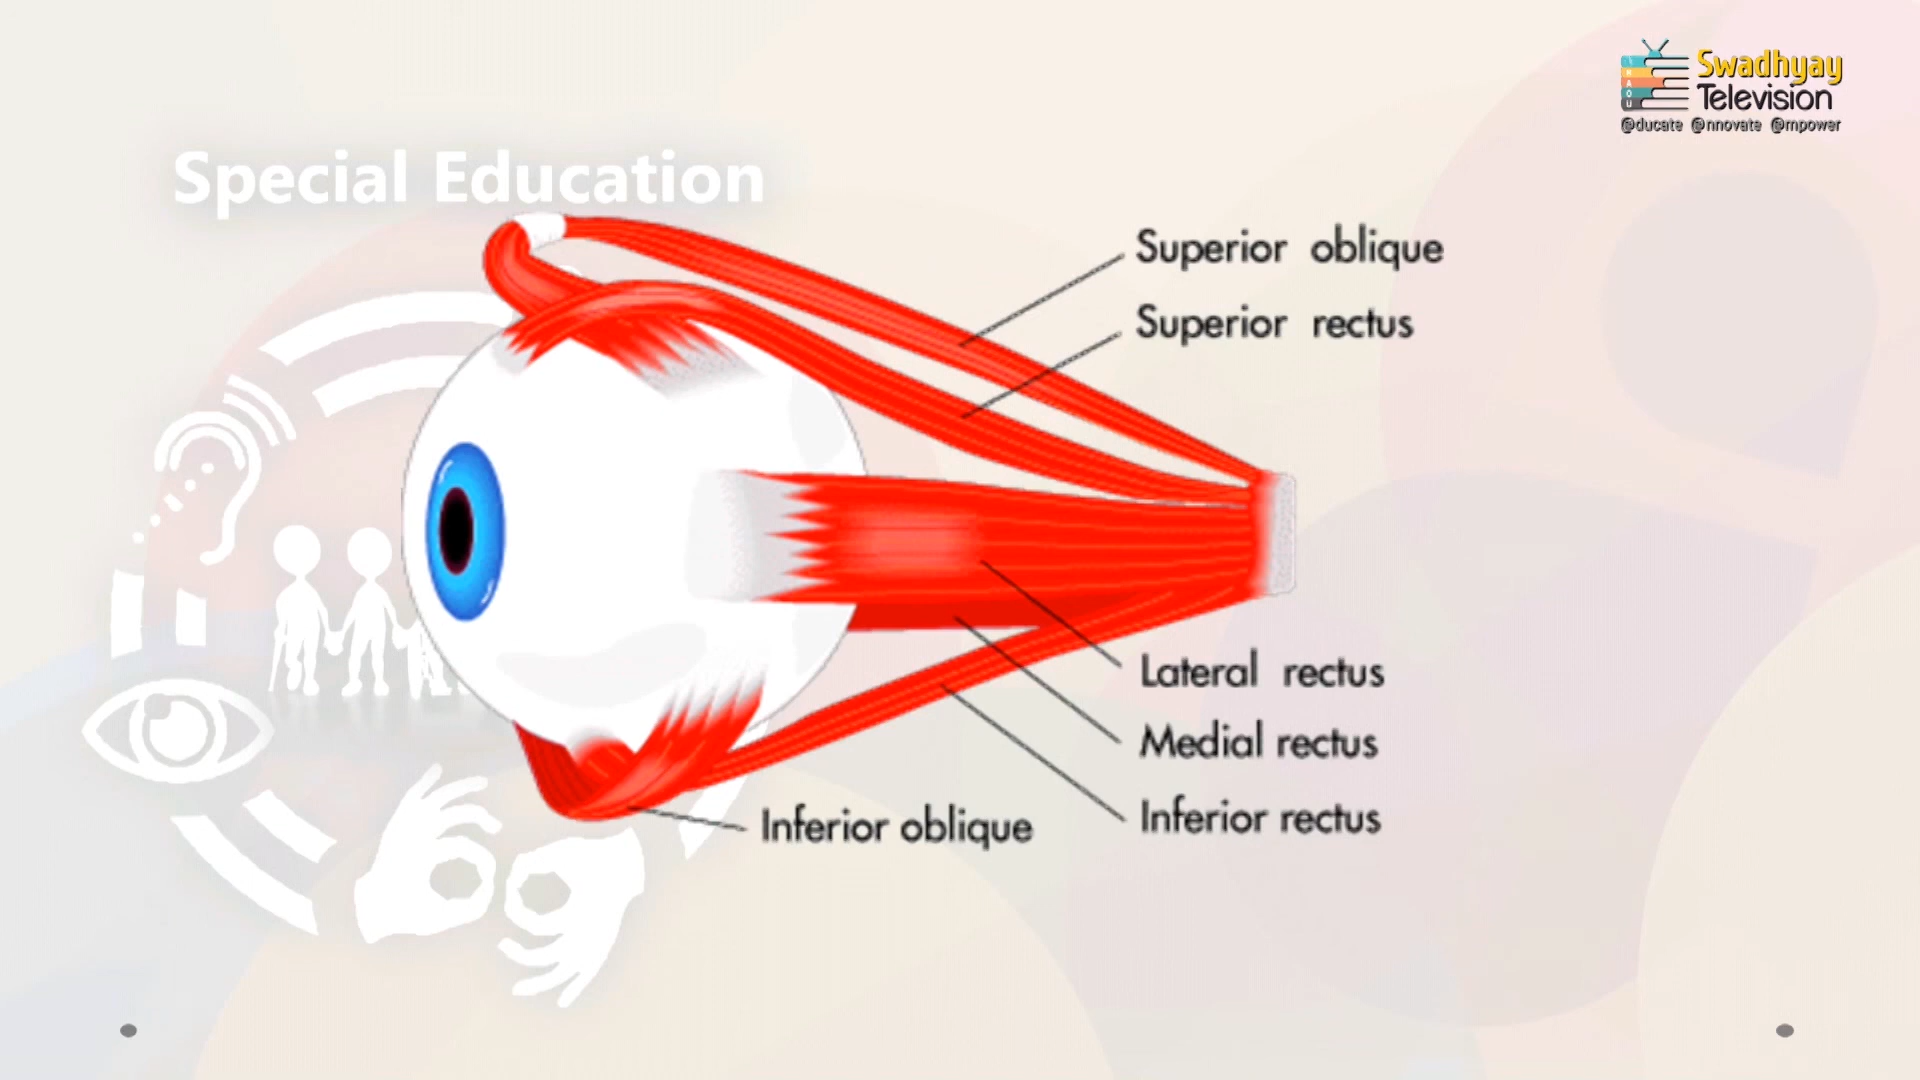 Swadhyay
Television
@ducate @nnovate @mpower
Special Education
Superior oblique
Superior rectus
Lateral rectus
Medial rectus
Inferior rectus
Inferior oblique